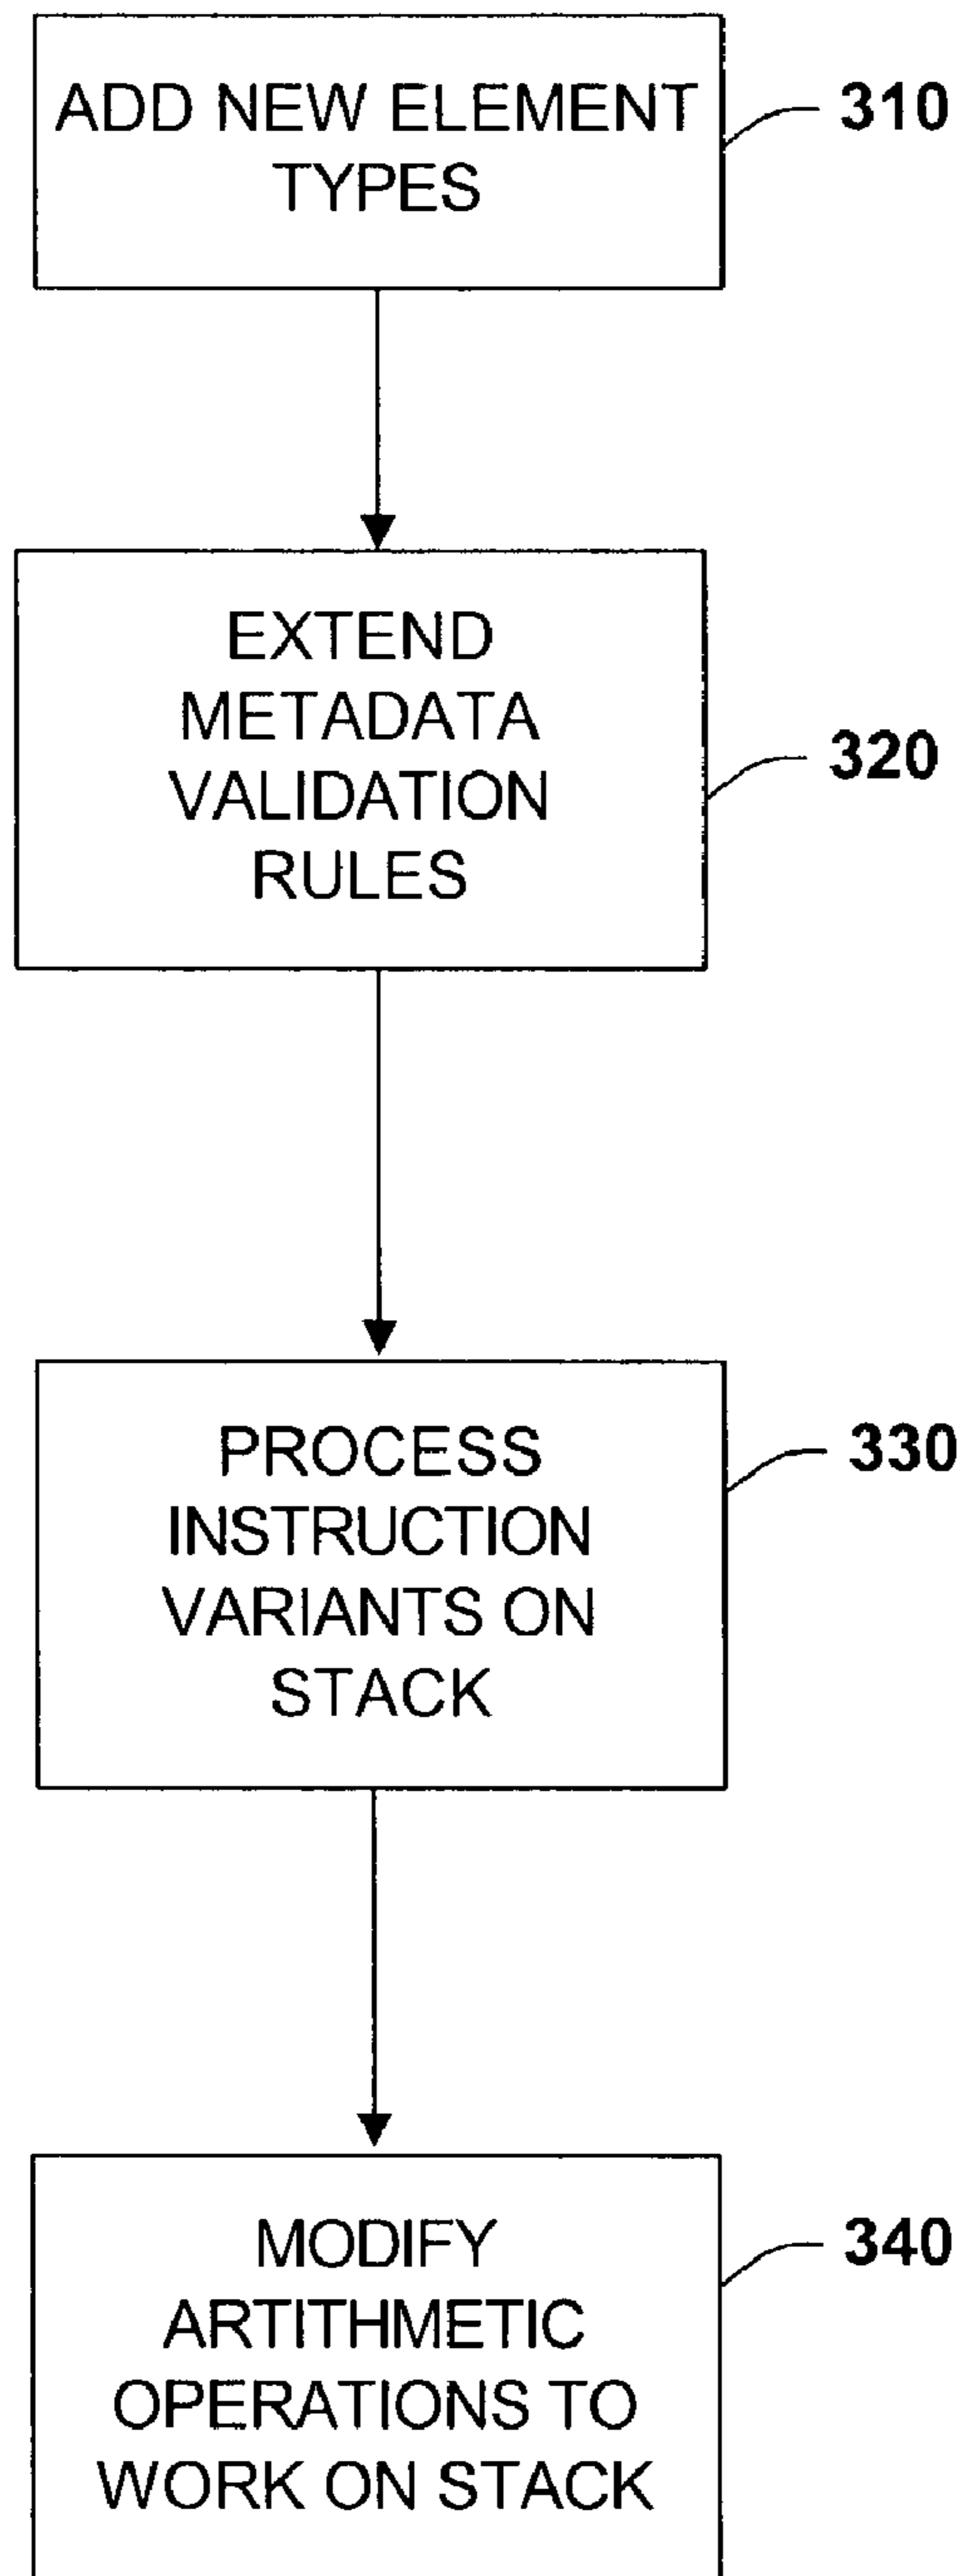 ADD NEW ELEMENT
TYPES
310
EXTEND
METADATA
VALIDATION
RULES
320
PROCESS
INSTRUCTION
VARIANTS ON
STACK
330
MODIFY
ARTITHMETIC
OPERATIONS TO
WORK ON STACK
340